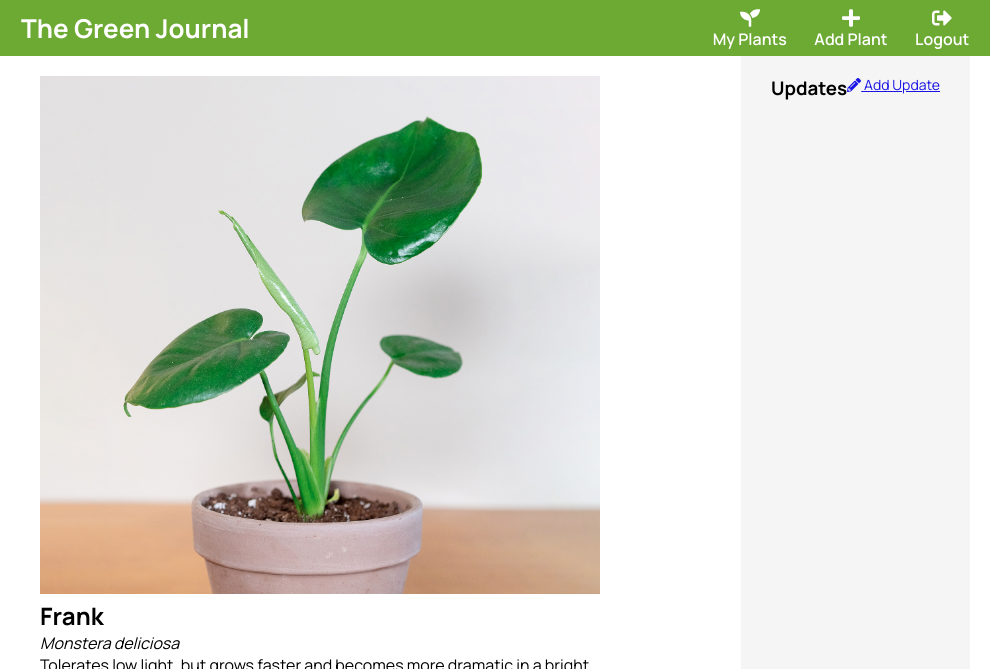 The Green Journal
My Plants
Add Plant
Logout
Updates Add Update
Frank
Monstera deliciosa
Tolerates low light, but grows faster and becomes more dramatic in a bright